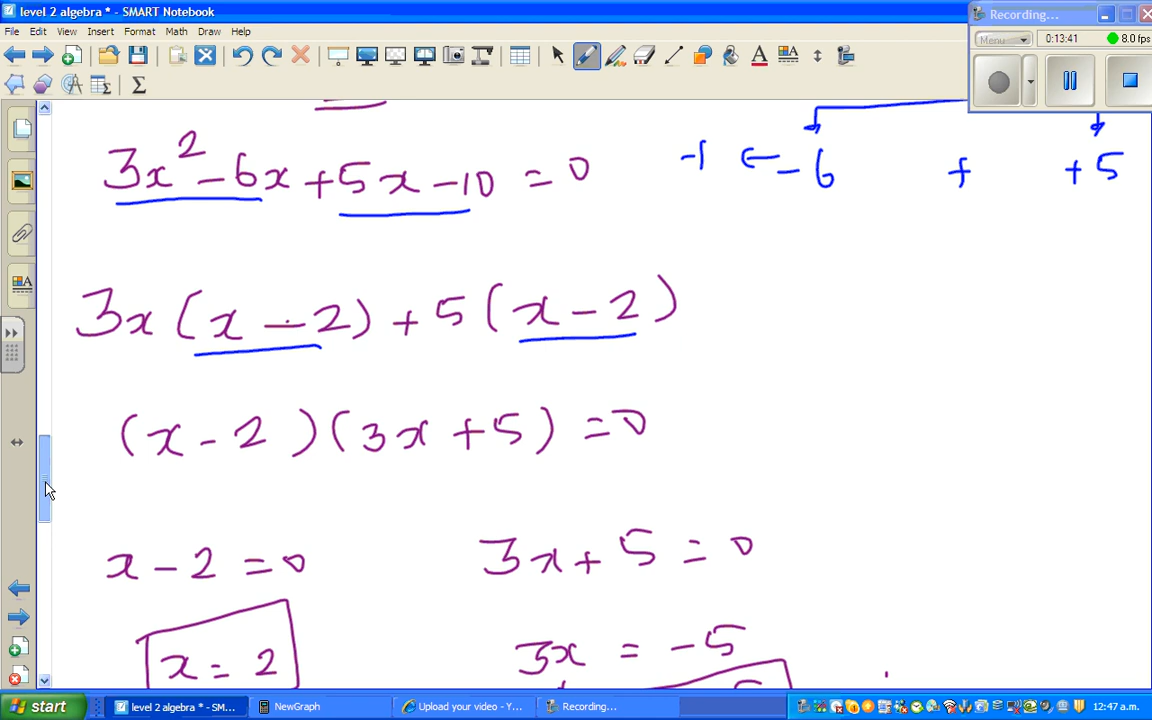 level 2 algebra * - SMART Notebook
Recording...
File Edit View Insert Format Math Draw Help
Menu 0:13:41 8.0 fps
3x² - 6x + 5x - 10 = 0
-1 ← - 6 + + 5
3x (x - 2) + 5 (x - 2)
(x - 2) (3x + 5) = 0
x - 2 = 0 3x + 5 = 0
x = 2 3x = -5
start level 2 algebra * - SM... NewGraph Upload your video - Y... Recording... 12:47 a.m.